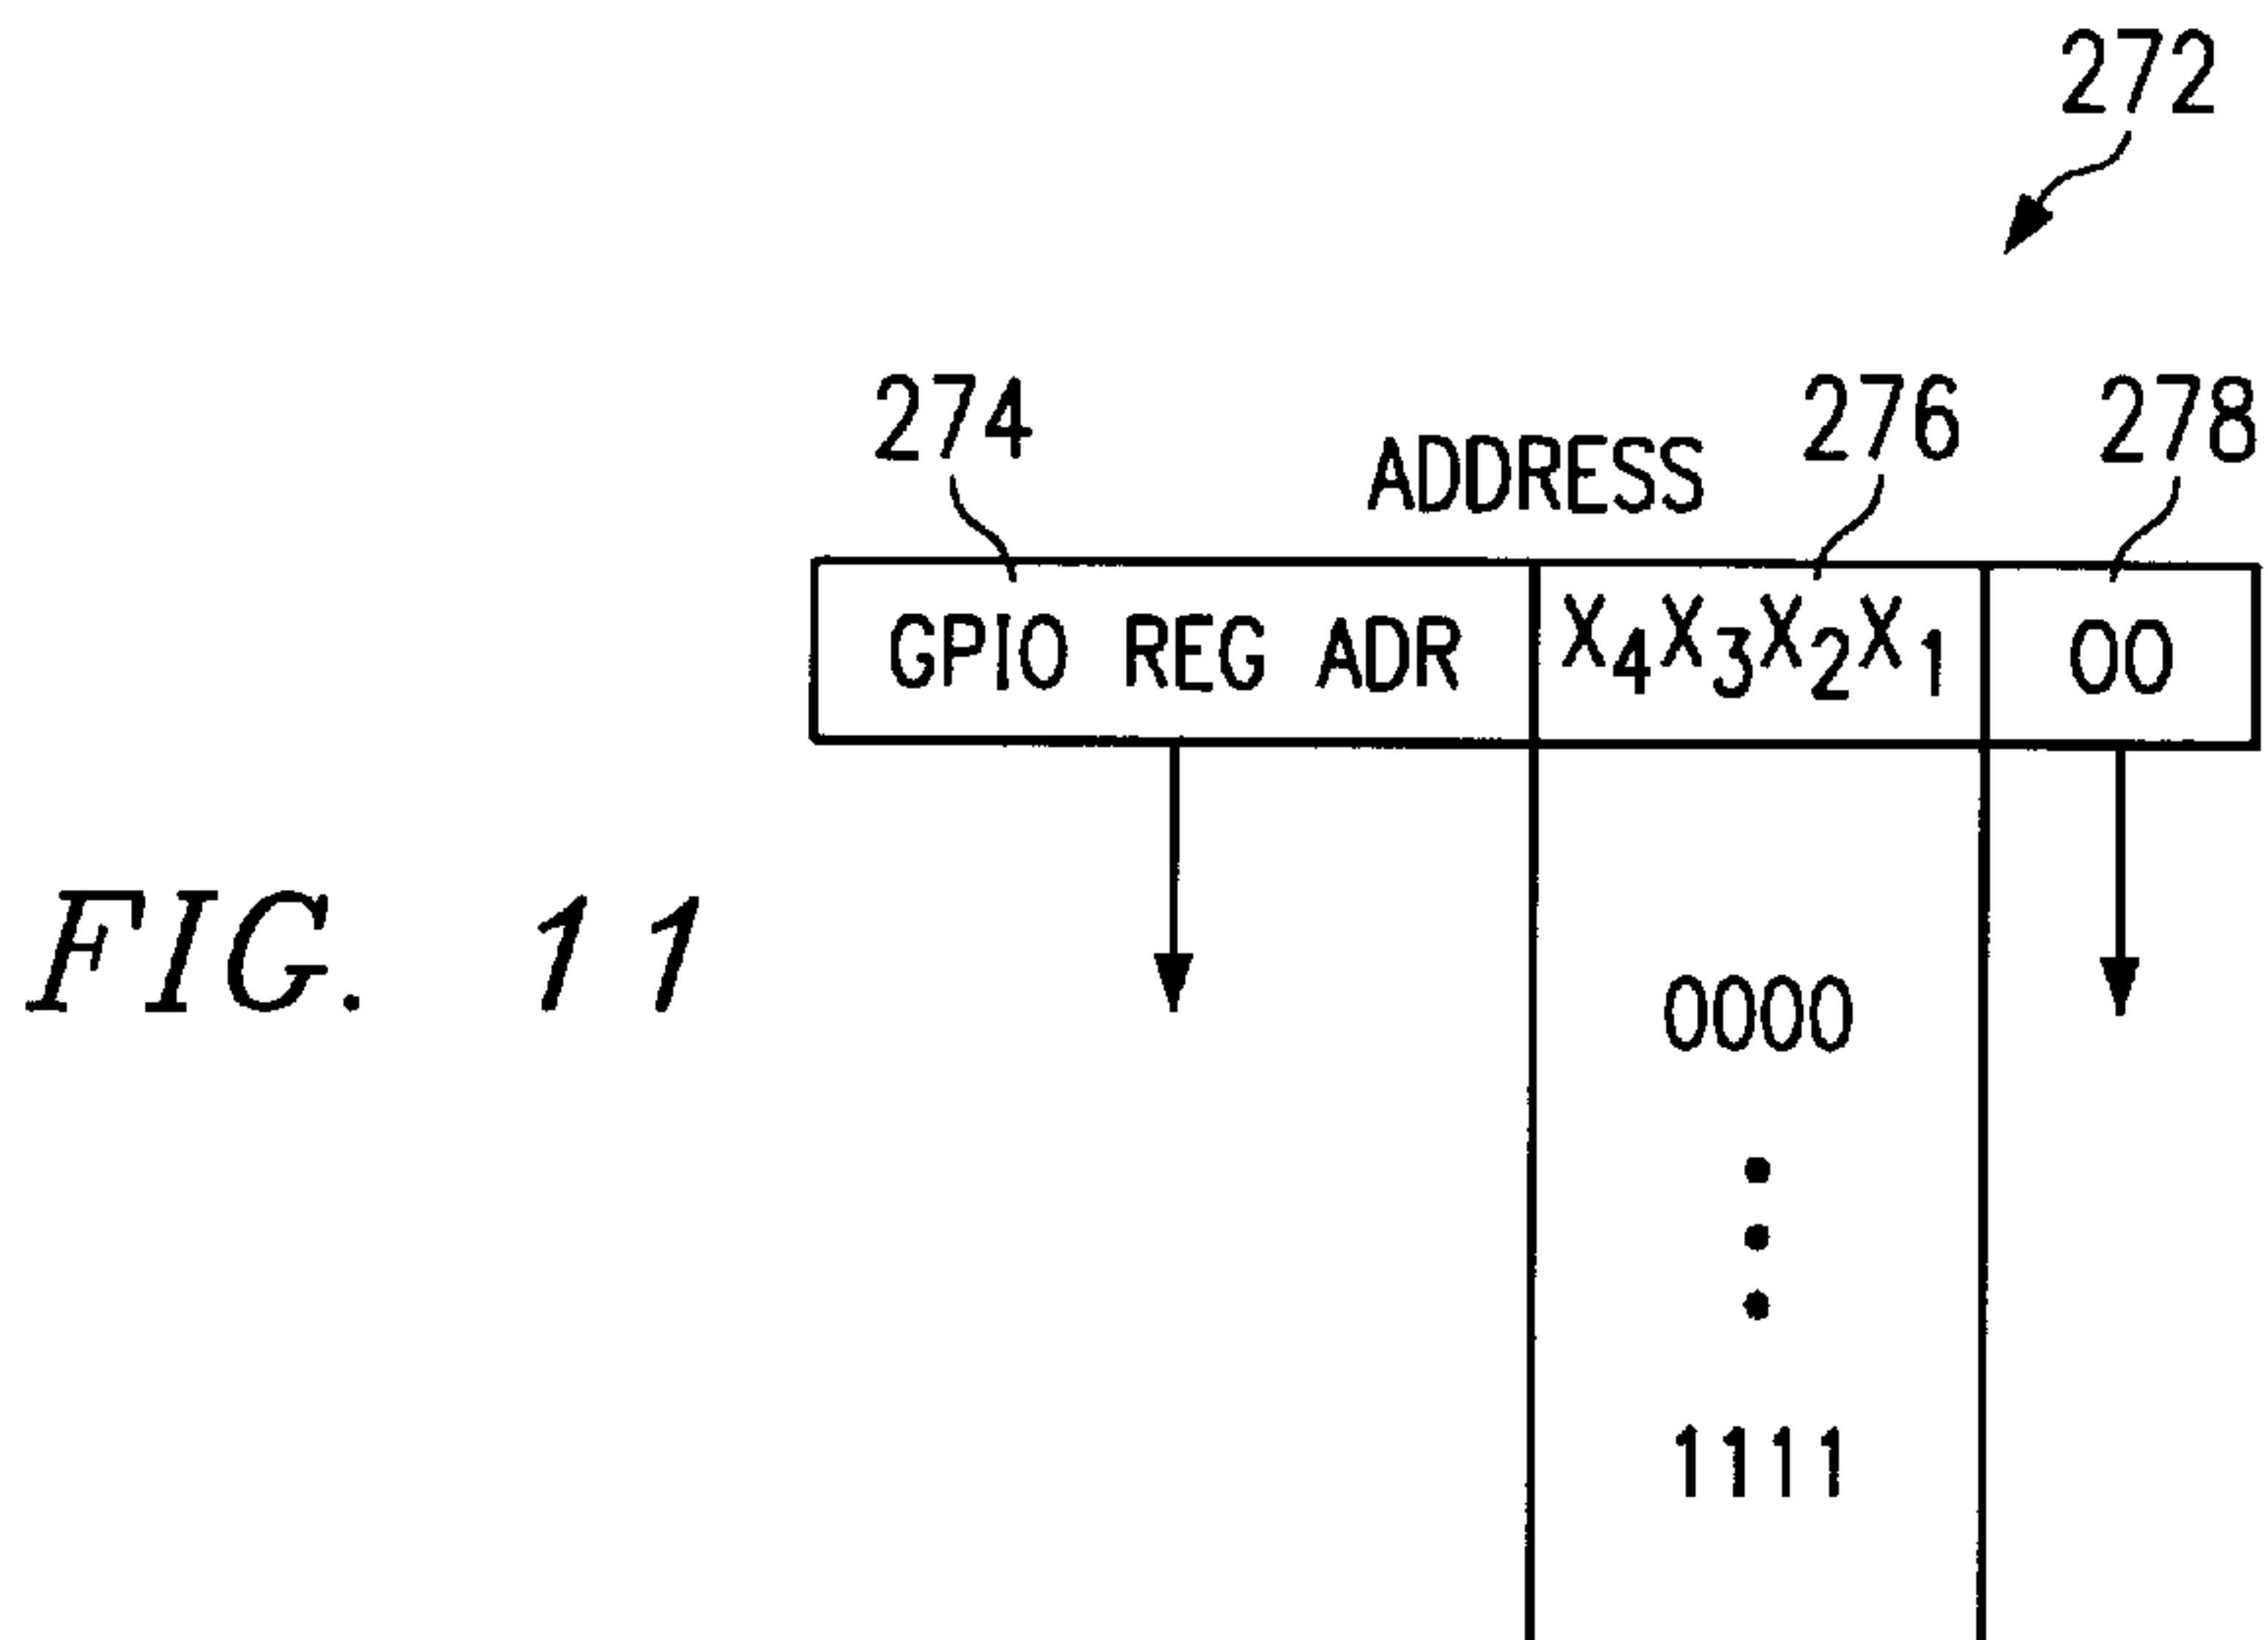 272
274 ADDRESS 276 278
GPIO REG ADR X₄X₃X₂X₁ 00
FIG. 11
0000
1111